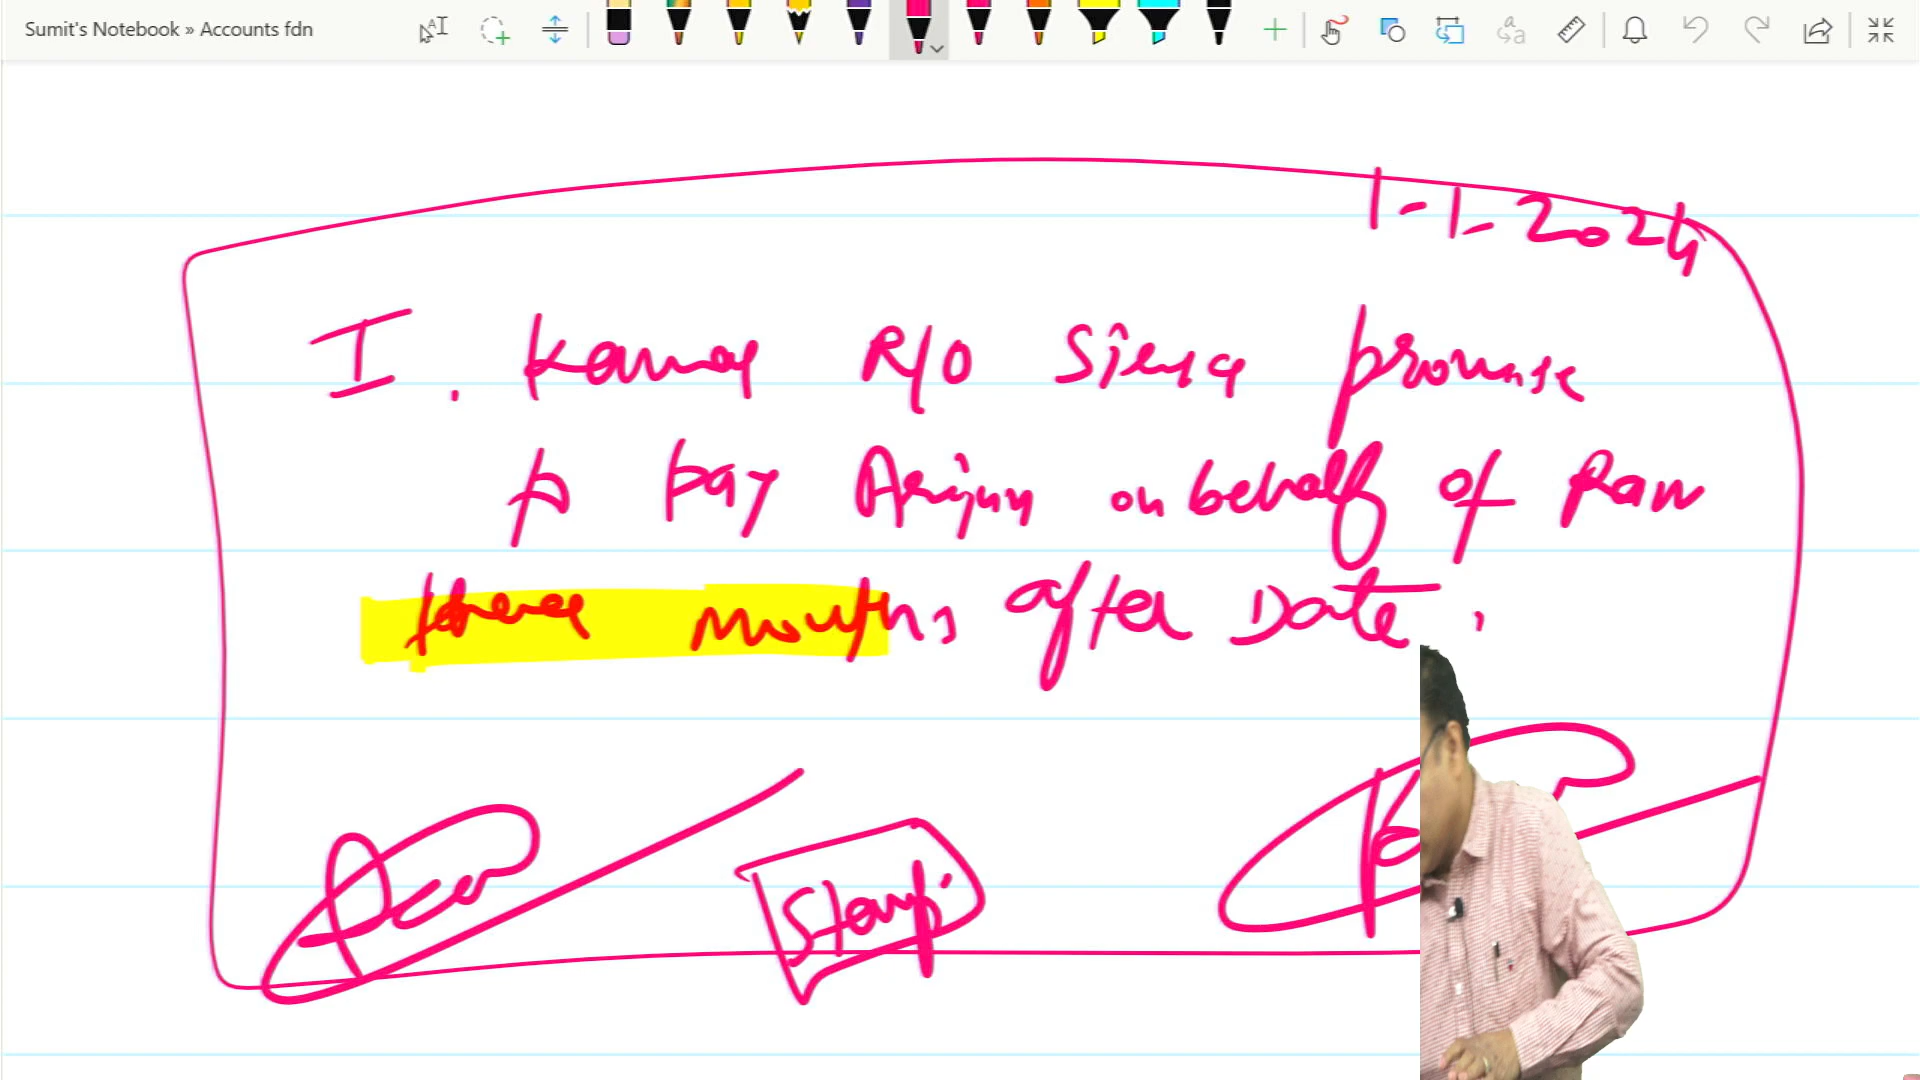 Sumit's Notebook » Accounts fdn
1-1-2024
I, Kamal R/O Sirsa promise
to pay Arjun on behalf of Ram
three months after Date.
Stamp